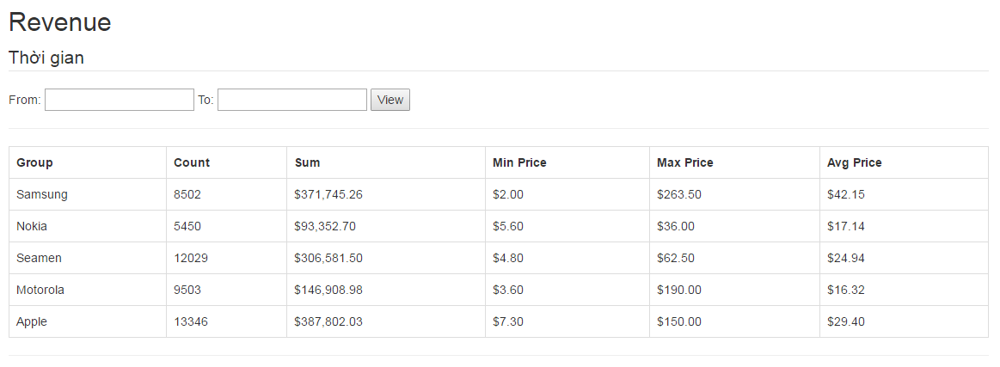 Revenue
Thời gian
From: To: View
Group Count Sum Min Price Max Price Avg Price
Samsung 8502 $371,745.26 $2.00 $263.50 $42.15
Nokia 5450 $93,352.70 $5.60 $36.00 $17.14
Seamen 12029 $306,581.50 $4.80 $62.50 $24.94
Motorola 9503 $146,908.98 $3.60 $190.00 $16.32
Apple 13346 $387,802.03 $7.30 $150.00 $29.40